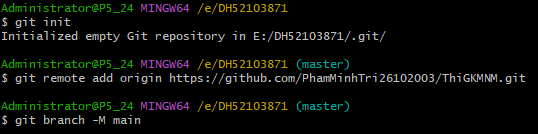 Administrator@P5_24 MINGW64 /e/DH52103871
$ git init
Initialized empty Git repository in E:/DH52103871/.git/
Administrator@P5_24 MINGW64 /e/DH52103871 (master)
$ git remote add origin https://github.com/PhamMinhTri26102003/ThiGKMNM.git
Administrator@P5_24 MINGW64 /e/DH52103871 (master)
$ git branch -M main